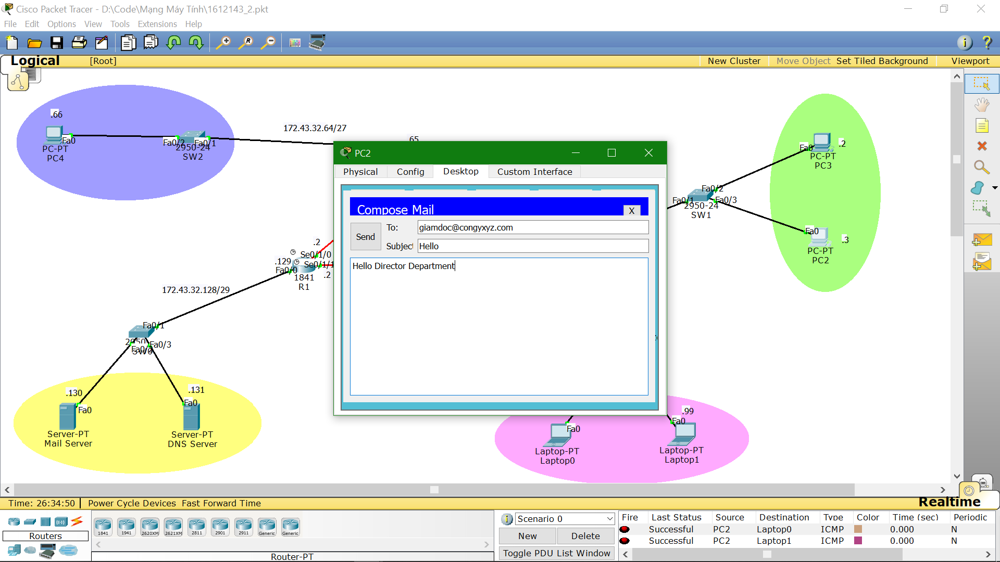 Cisco Packet Tracer - D:\Code\Mạng Máy Tính\1612143_2.pkt
File Edit Options View Tools Extensions Help
Logical [Root] New Cluster Move Object Set Tiled Background Viewport
.66
Fa0
PC-PT
PC4
Fa0/2 Fa0/1
2950-24
SW2
172.43.32.64/27
.65
PC2
Physical Config Desktop Custom Interface
Compose Mail X
Send
To: giamdoc@congyxyz.com
Subject Hello
Hello Director Department
Fa0 .2
PC-PT
PC3
Fa0/2
Fa0/1 Fa0/3
2950-24
SW1
Fa0 .3
PC-PT
PC2
.2
Se0/1/0
.129 Se0/1/1
Fa0/0 .2
1841
R1
172.43.32.128/29
Fa0/1
2950
Fa0/3
Fa0/2
SW0
.130
Fa0
Server-PT
Mail Server
.131
Fa0
Server-PT
DNS Server
Fa0
Laptop-PT
Laptop0
.99
Fa0
Laptop-PT
Laptop1
Time: 26:34:50 Power Cycle Devices Fast Forward Time Realtime
Routers
1841 1941 2620XM 2621XM 2811 2901 2911 Generic Generic
Router-PT
Scenario 0
New Delete
Toggle PDU List Window
Fire Last Status Source Destination Type Color Time (sec) Periodic
Successful PC2 Laptop0 ICMP 0.000 N
Successful PC2 Laptop1 ICMP 0.000 N